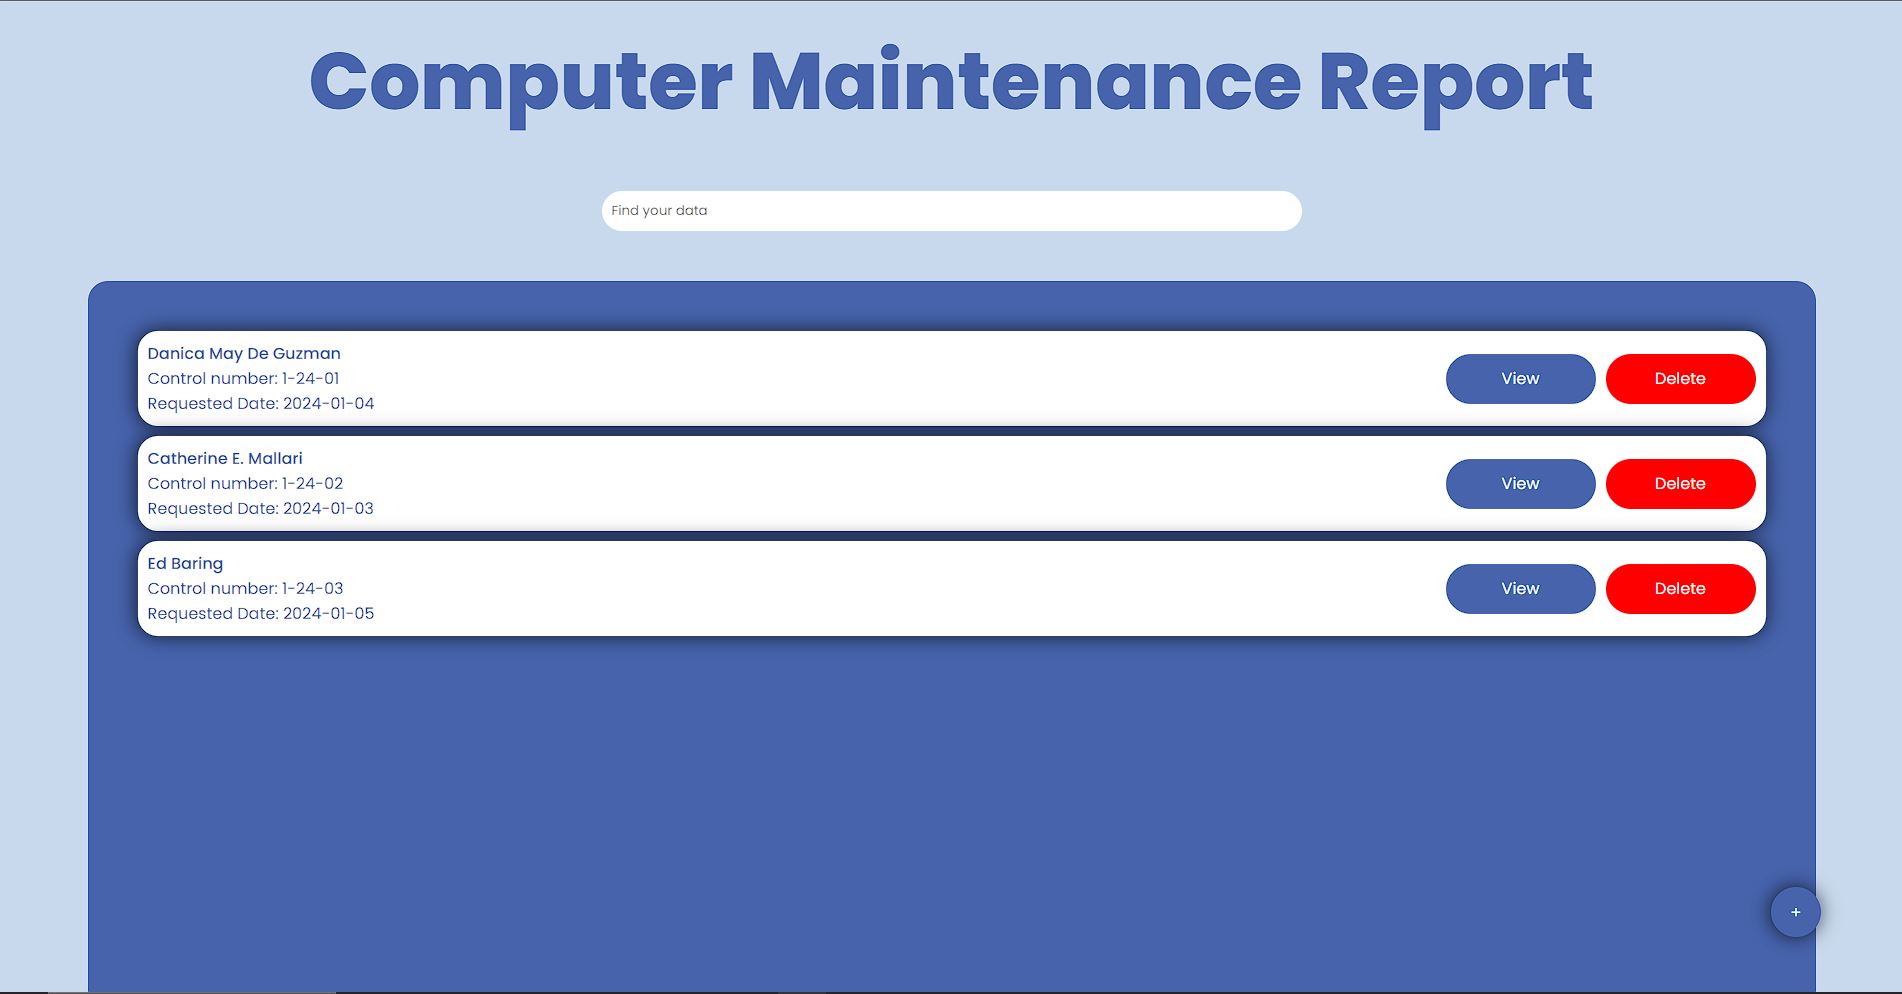 Computer Maintenance Report
Find your data
Danica May De Guzman
Control number: 1-24-01
Requested Date: 2024-01-04
View
Delete
Catherine E. Mallari
Control number: 1-24-02
Requested Date: 2024-01-03
View
Delete
Ed Baring
Control number: 1-24-03
Requested Date: 2024-01-05
View
Delete
+